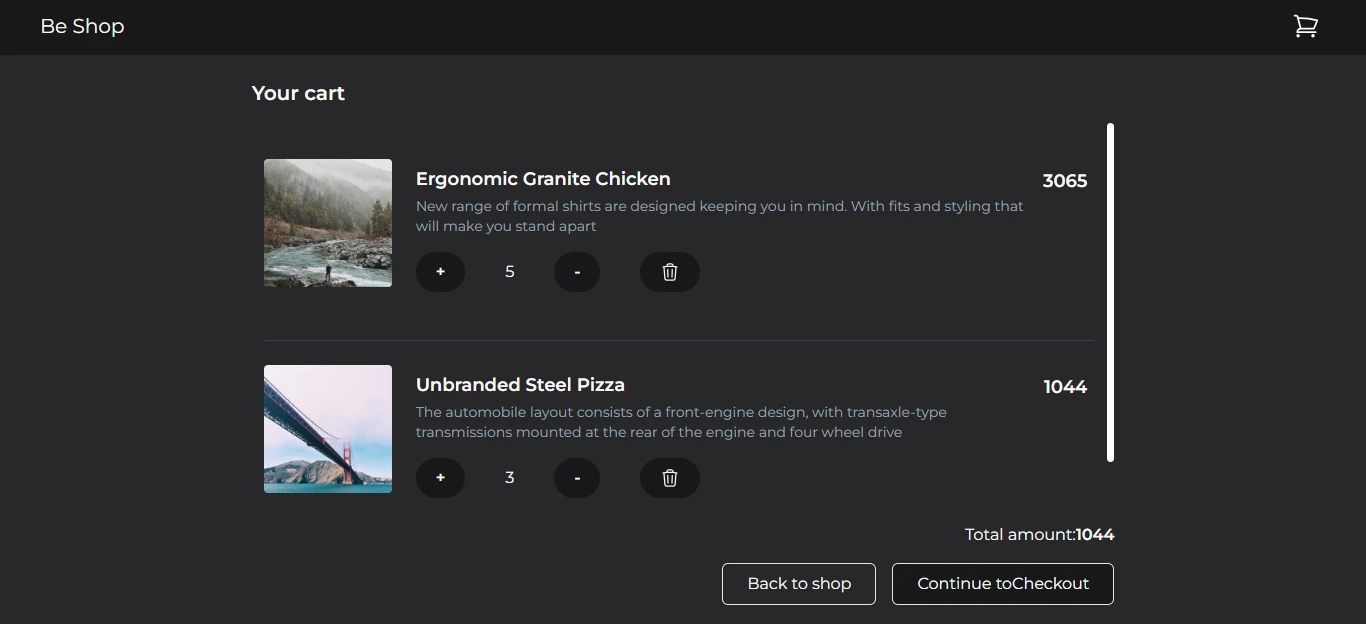 Be Shop
Your cart
Ergonomic Granite Chicken
3065
New range of formal shirts are designed keeping you in mind. With fits and styling that
will make you stand apart
+ 5 -
Unbranded Steel Pizza
1044
The automobile layout consists of a front-engine design, with transaxle-type
transmissions mounted at the rear of the engine and four wheel drive
+ 3 -
Total amount:1044
Back to shop
Continue toCheckout